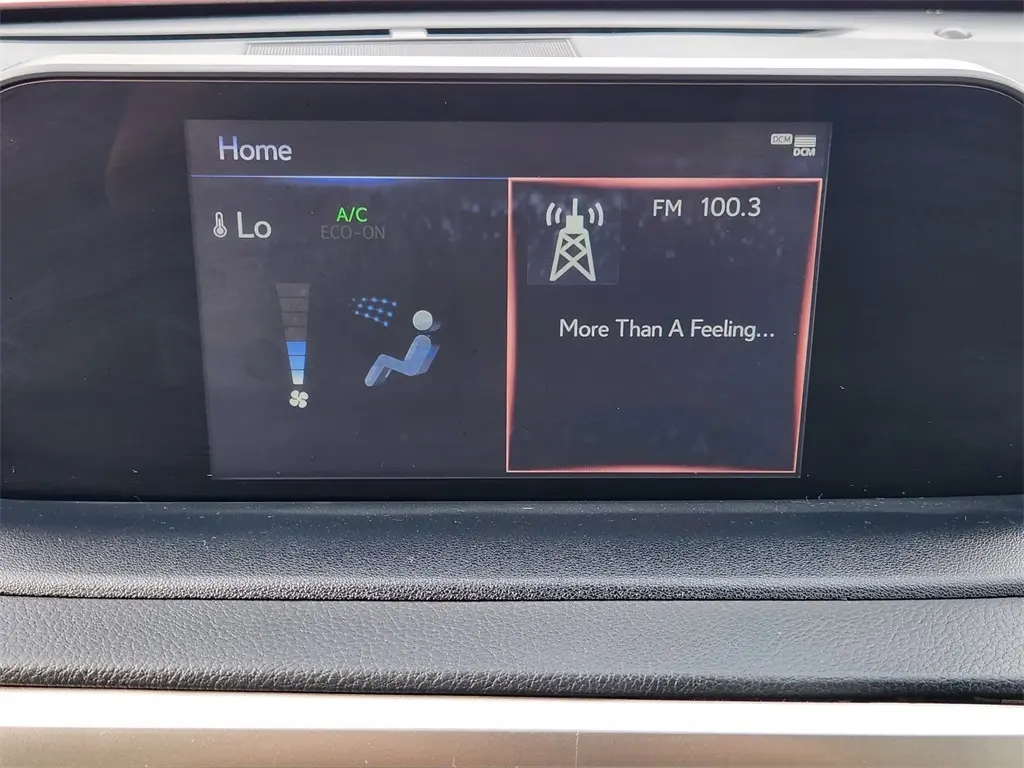 Home
DCM
DCM
Lo
A/C
ECO-ON
FM 100.3
More Than A Feeling...